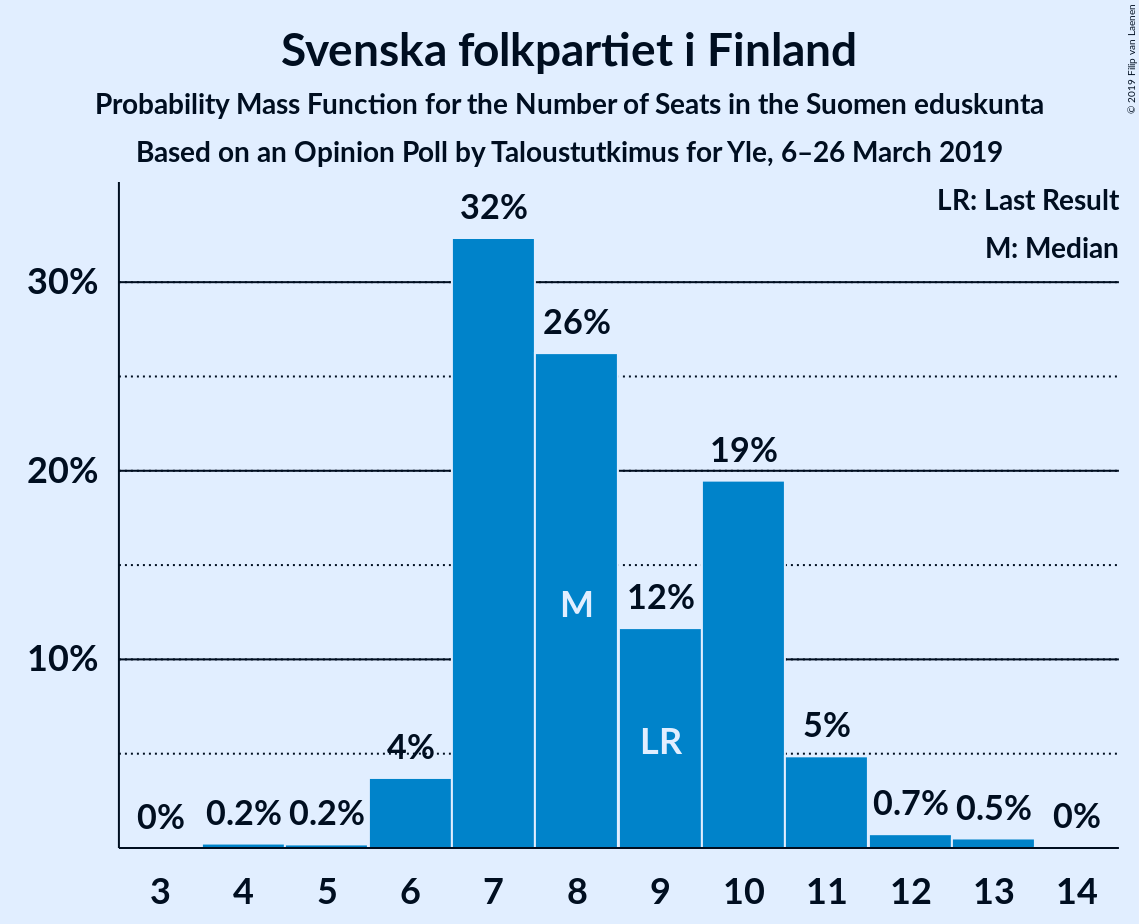 Svenska folkpartiet i Finland
Probability Mass Function for the Number of Seats in the Suomen eduskunta
Based on an Opinion Poll by Taloustutkimus for Yle, 6–26 March 2019
© 2019 Filip van Laenen
LR: Last Result
M: Median
30%
20%
10%
0%
0.2%
0.2%
4%
32%
26%
12%
19%
5%
0.7%
0.5%
0%
M
LR
3 4 5 6 7 8 9 10 11 12 13 14